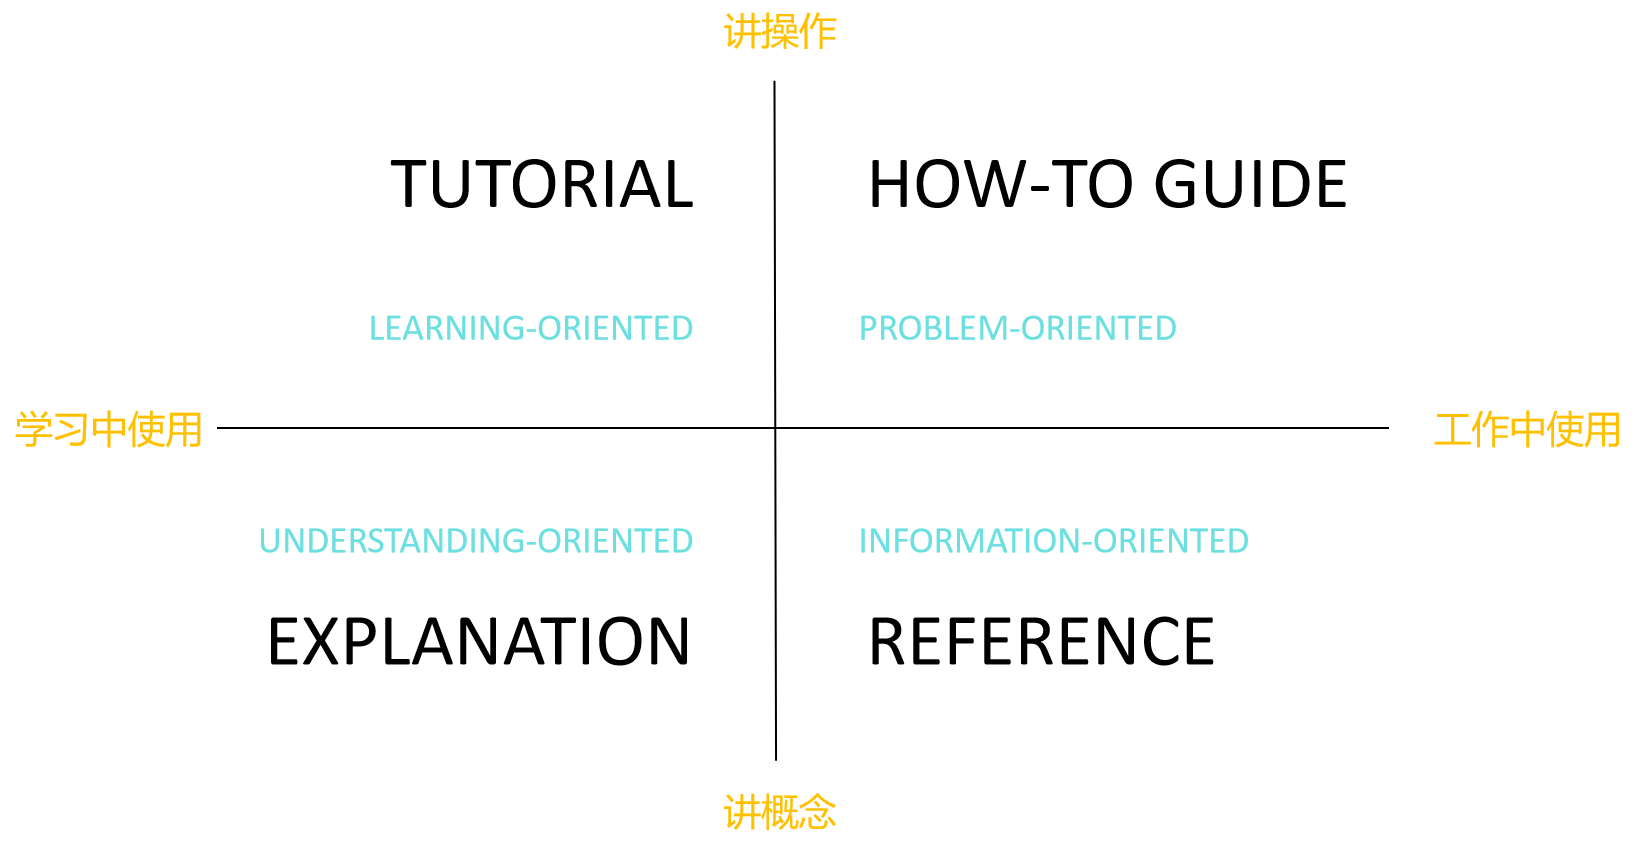 讲操作
TUTORIAL
HOW-TO GUIDE
LEARNING-ORIENTED
PROBLEM-ORIENTED
学习中使用
工作中使用
UNDERSTANDING-ORIENTED
INFORMATION-ORIENTED
EXPLANATION
REFERENCE
讲概念